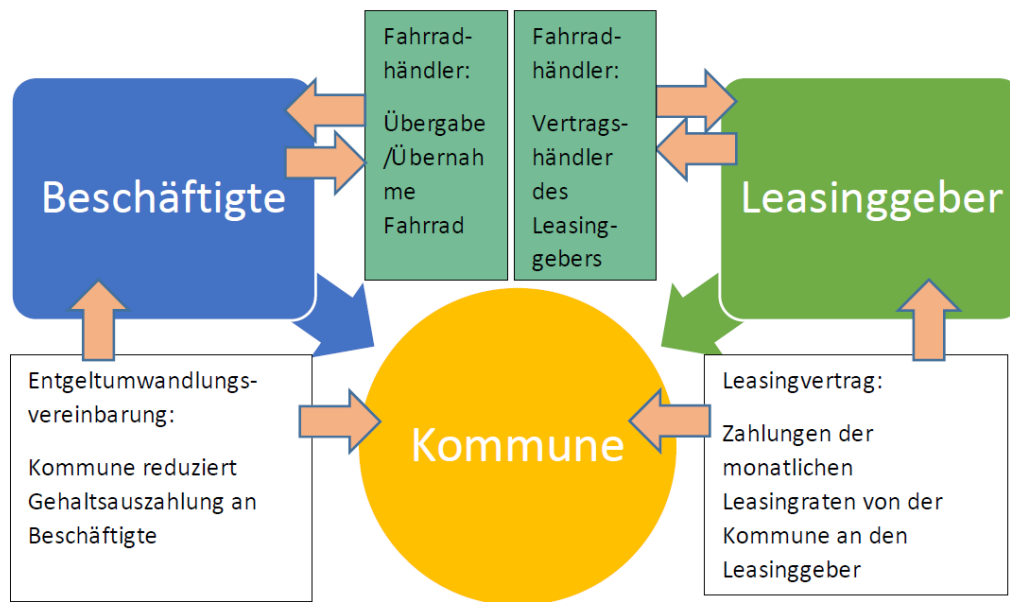 Fahrrad-
händler:
Übergabe
/Übernah
me
Fahrrad
Fahrrad-
händler:
Vertrags-
händler
des
Leasing-
gebers
Beschäftigte
Leasinggeber
Entgeltumwandlungs-
vereinbarung:
Kommune reduziert
Gehaltsauszahlung an
Beschäftigte
Kommune
Leasingvertrag:
Zahlungen der
monatlichen
Leasingraten von der
Kommune an den
Leasinggeber